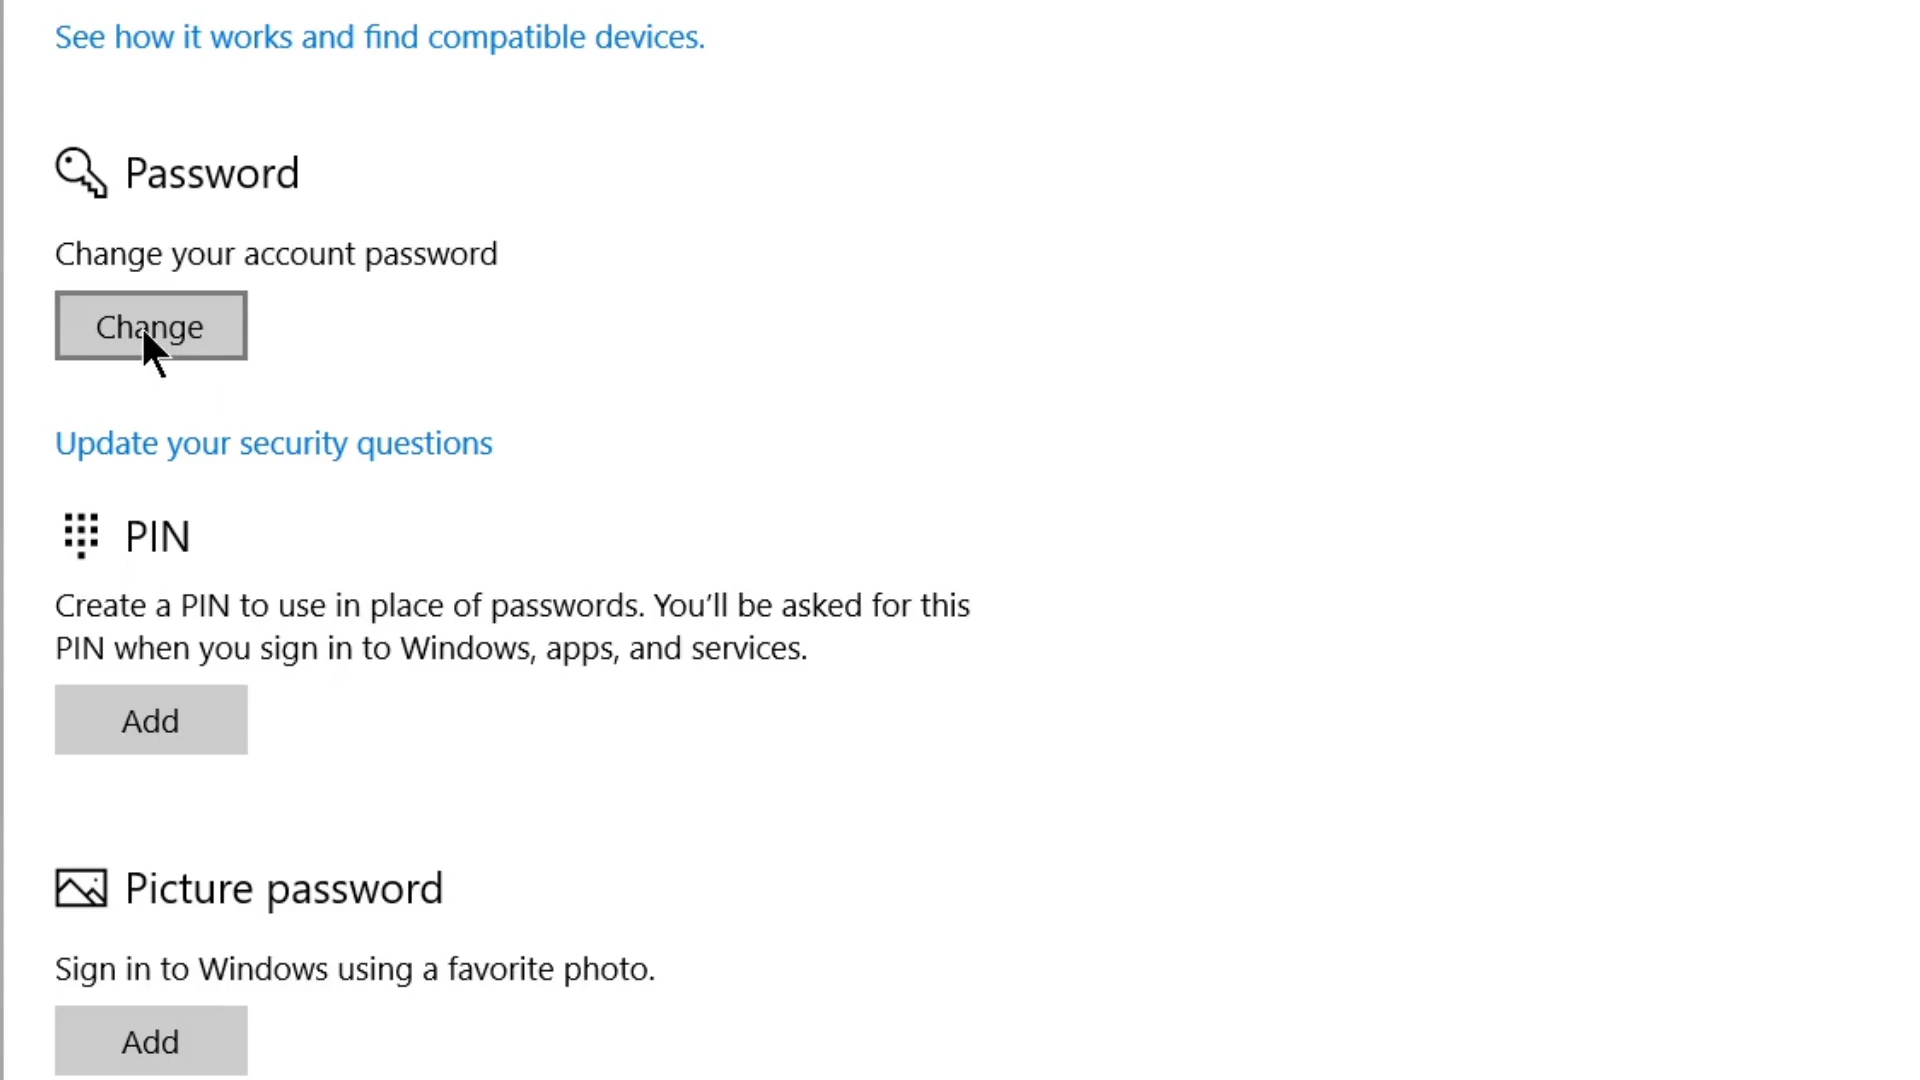 See how it works and find compatible devices.
Password
Change your account password
Change
Update your security questions
PIN
Create a PIN to use in place of passwords. You’ll be asked for this
PIN when you sign in to Windows, apps, and services.
Add
Picture password
Sign in to Windows using a favorite photo.
Add